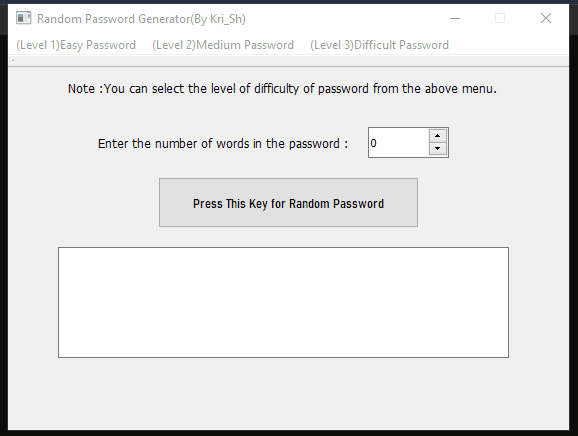 Random Password Generator(By Kri_Sh)
(Level 1)Easy Password (Level 2)Medium Password (Level 3)Difficult Password
Note :You can select the level of difficulty of password from the above menu.
Enter the number of words in the password : 0
Press This Key for Random Password